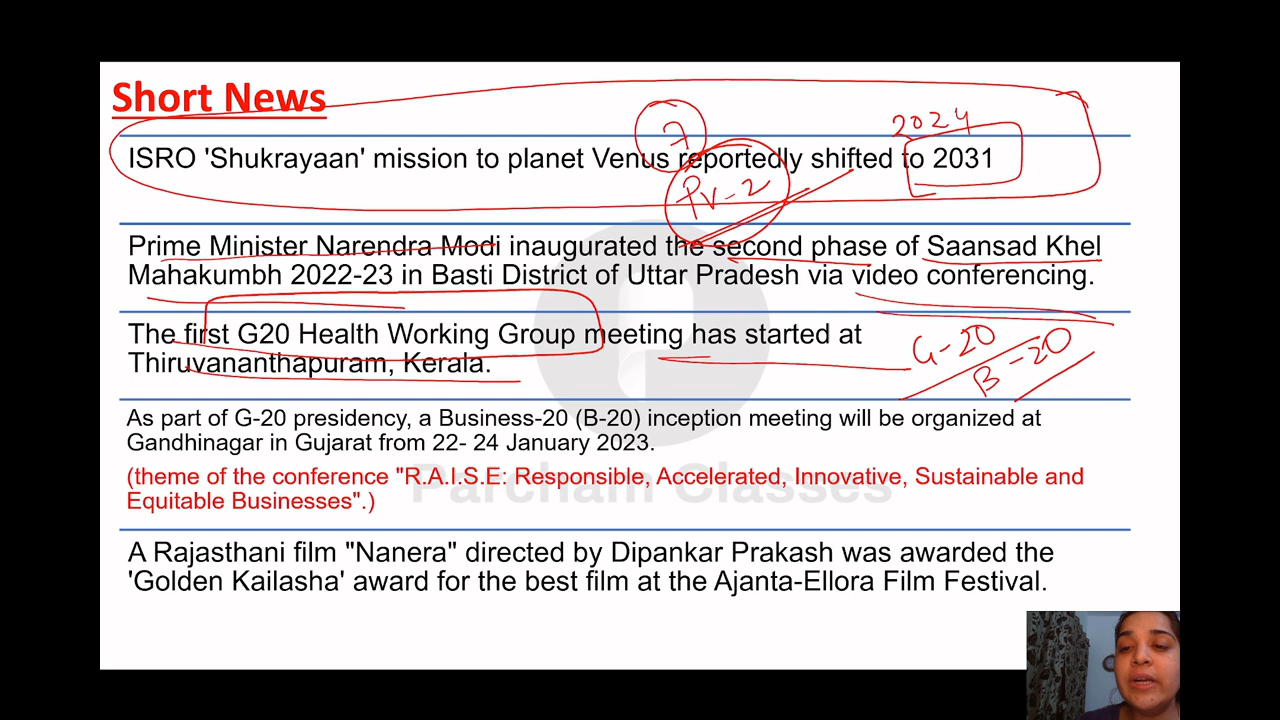 Short News
2024
7
ISRO 'Shukrayaan' mission to planet Venus reportedly shifted to 2031
PV-2
Prime Minister Narendra Modi inaugurated the second phase of Saansad Khel
Mahakumbh 2022-23 in Basti District of Uttar Pradesh via video conferencing.
The first G20 Health Working Group meeting has started at
Thiruvananthapuram, Kerala.
G-20
B-20
As part of G-20 presidency, a Business-20 (B-20) inception meeting will be organized at
Gandhinagar in Gujarat from 22- 24 January 2023.
(theme of the conference "R.A.I.S.E: Responsible, Accelerated, Innovative, Sustainable and
Equitable Businesses".)
Parcham Classes
A Rajasthani film "Nanera" directed by Dipankar Prakash was awarded the
'Golden Kailasha' award for the best film at the Ajanta-Ellora Film Festival.